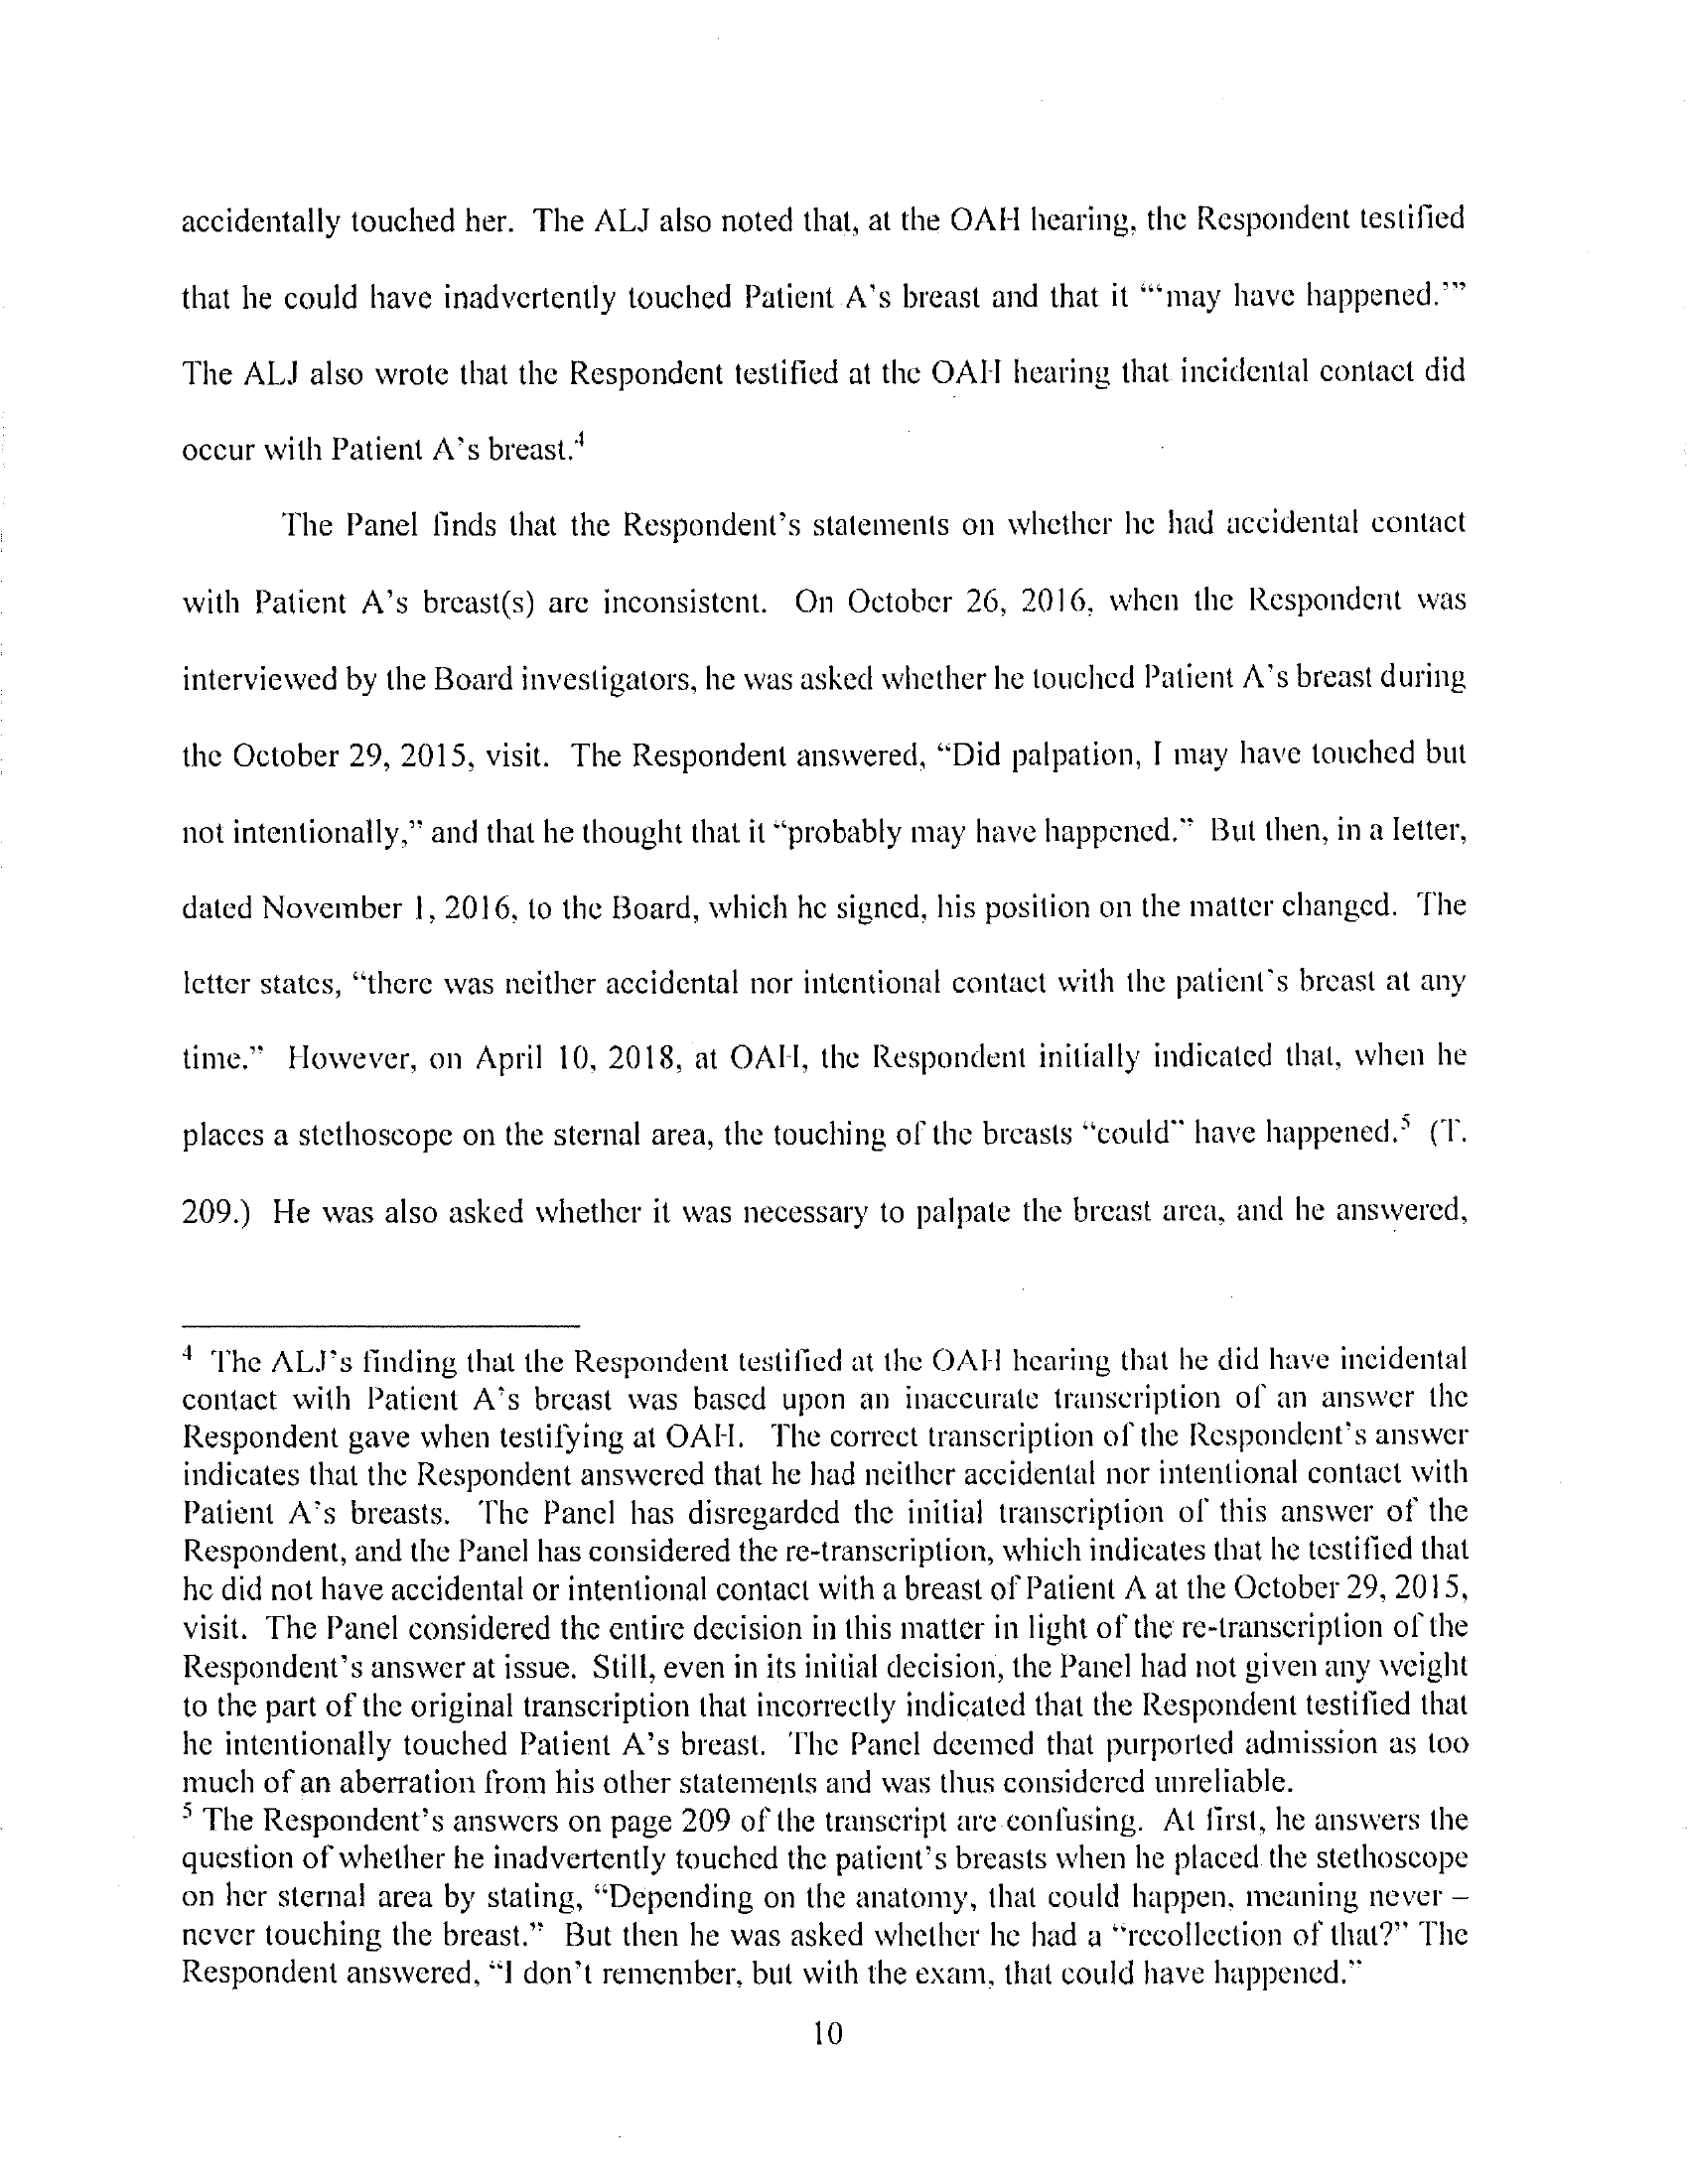 accidentally touched her. The ALJ also noted that, at the OAH hearing, the Respondent testified
that he could have inadvertently touched Patient A's breast and that it "'may have happened.'"
The ALJ also wrote that the Respondent testified at the OAH hearing that incidental contact did
occur with Patient A's breast.⁴
The Panel finds that the Respondent's statements on whether he had accidental contact
with Patient A's breast(s) are inconsistent. On October 26, 2016, when the Respondent was
interviewed by the Board investigators, he was asked whether he touched Patient A's breast during
the October 29, 2015, visit. The Respondent answered, "Did palpation, I may have touched but
not intentionally," and that he thought that it "probably may have happened." But then, in a letter,
dated November 1, 2016, to the Board, which he signed, his position on the matter changed. The
letter states, "there was neither accidental nor intentional contact with the patient's breast at any
time." However, on April 10, 2018, at OAH, the Respondent initially indicated that, when he
places a stethoscope on the sternal area, the touching of the breasts "could" have happened.⁵ (T.
209.) He was also asked whether it was necessary to palpate the breast area, and he answered,
⁴ The ALJ's finding that the Respondent testified at the OAH hearing that he did have incidental
contact with Patient A's breast was based upon an inaccurate transcription of an answer the
Respondent gave when testifying at OAH. The correct transcription of the Respondent's answer
indicates that the Respondent answered that he had neither accidental nor intentional contact with
Patient A's breasts. The Panel has disregarded the initial transcription of this answer of the
Respondent, and the Panel has considered the re-transcription, which indicates that he testified that
he did not have accidental or intentional contact with a breast of Patient A at the October 29, 2015,
visit. The Panel considered the entire decision in this matter in light of the re-transcription of the
Respondent's answer at issue. Still, even in its initial decision, the Panel had not given any weight
to the part of the original transcription that incorrectly indicated that the Respondent testified that
he intentionally touched Patient A's breast. The Panel deemed that purported admission as too
much of an aberration from his other statements and was thus considered unreliable.
⁵ The Respondent's answers on page 209 of the transcript are confusing. At first, he answers the
question of whether he inadvertently touched the patient's breasts when he placed the stethoscope
on her sternal area by stating, "Depending on the anatomy, that could happen, meaning never –
never touching the breast." But then he was asked whether he had a "recollection of that?" The
Respondent answered, "I don't remember, but with the exam, that could have happened."
10